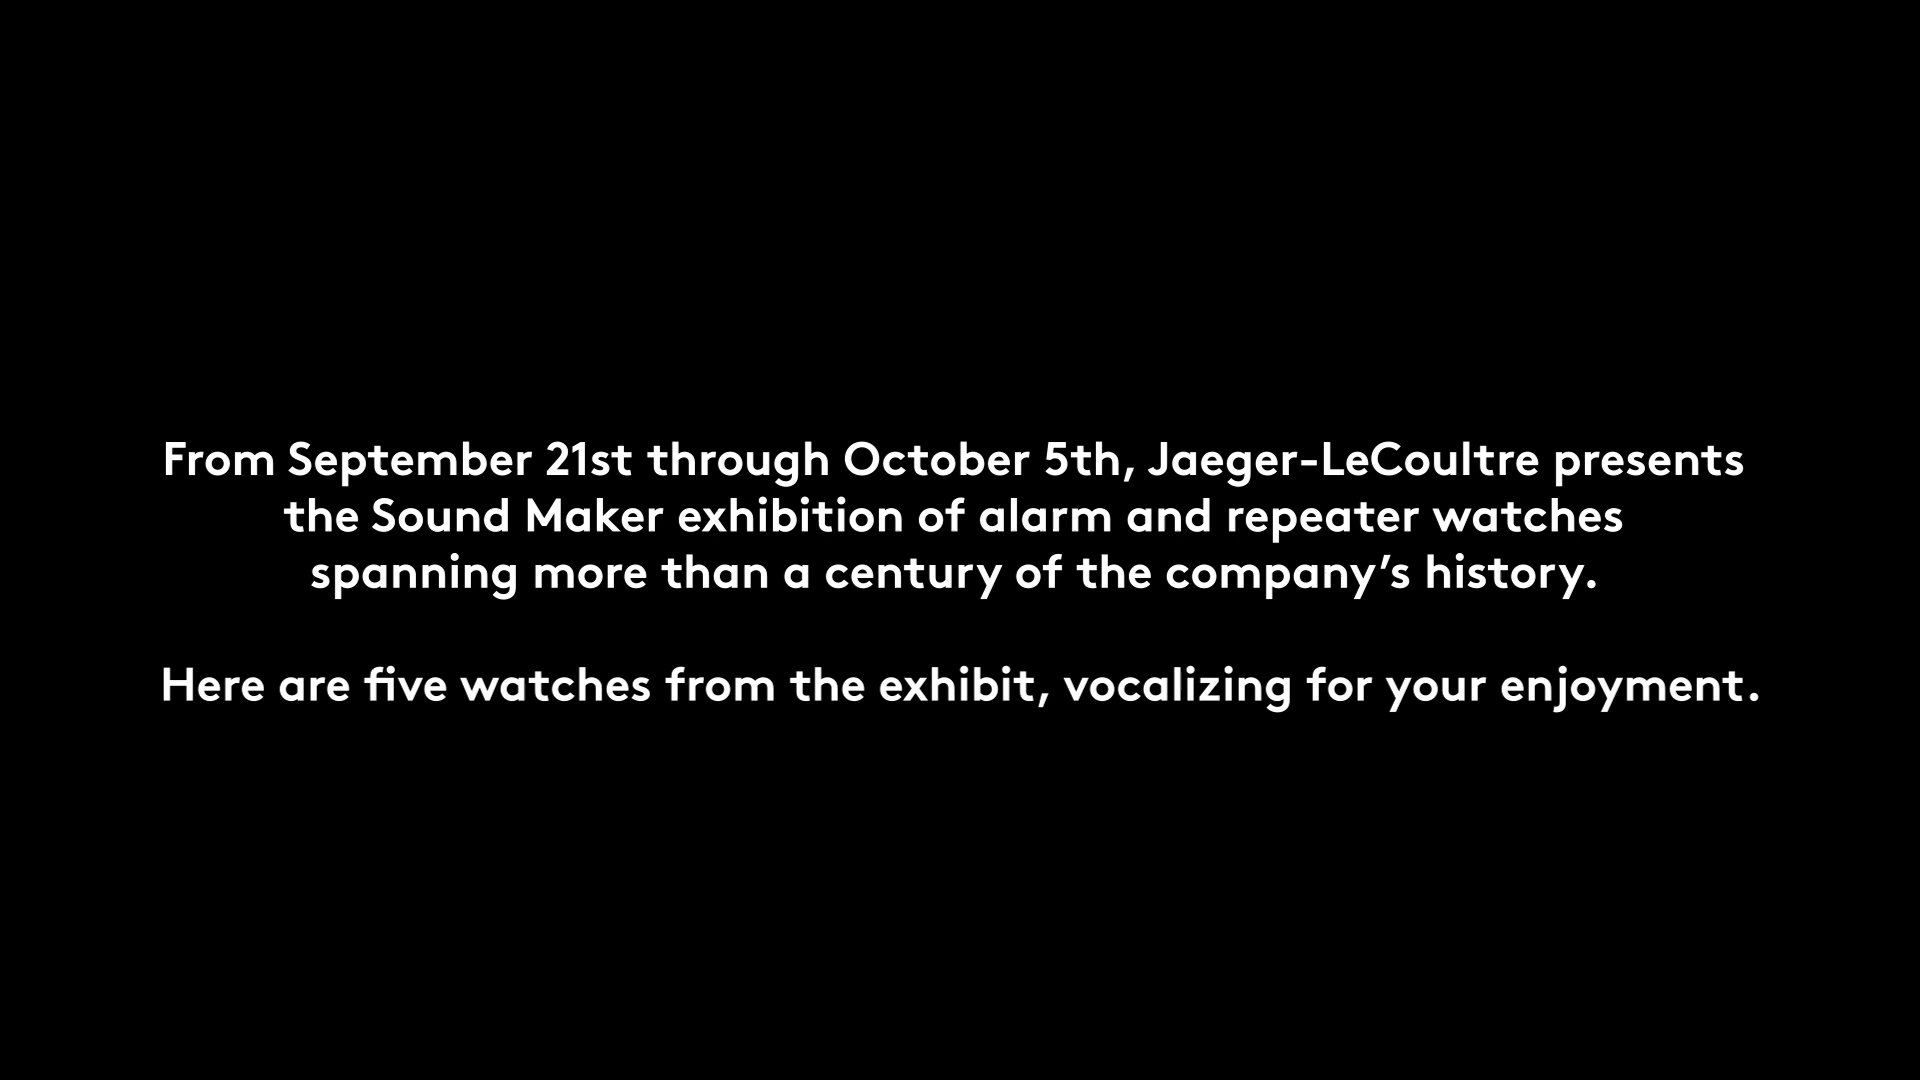 From September 21st through October 5th, Jaeger-LeCoultre presents
the Sound Maker exhibition of alarm and repeater watches
spanning more than a century of the company’s history.
Here are five watches from the exhibit, vocalizing for your enjoyment.